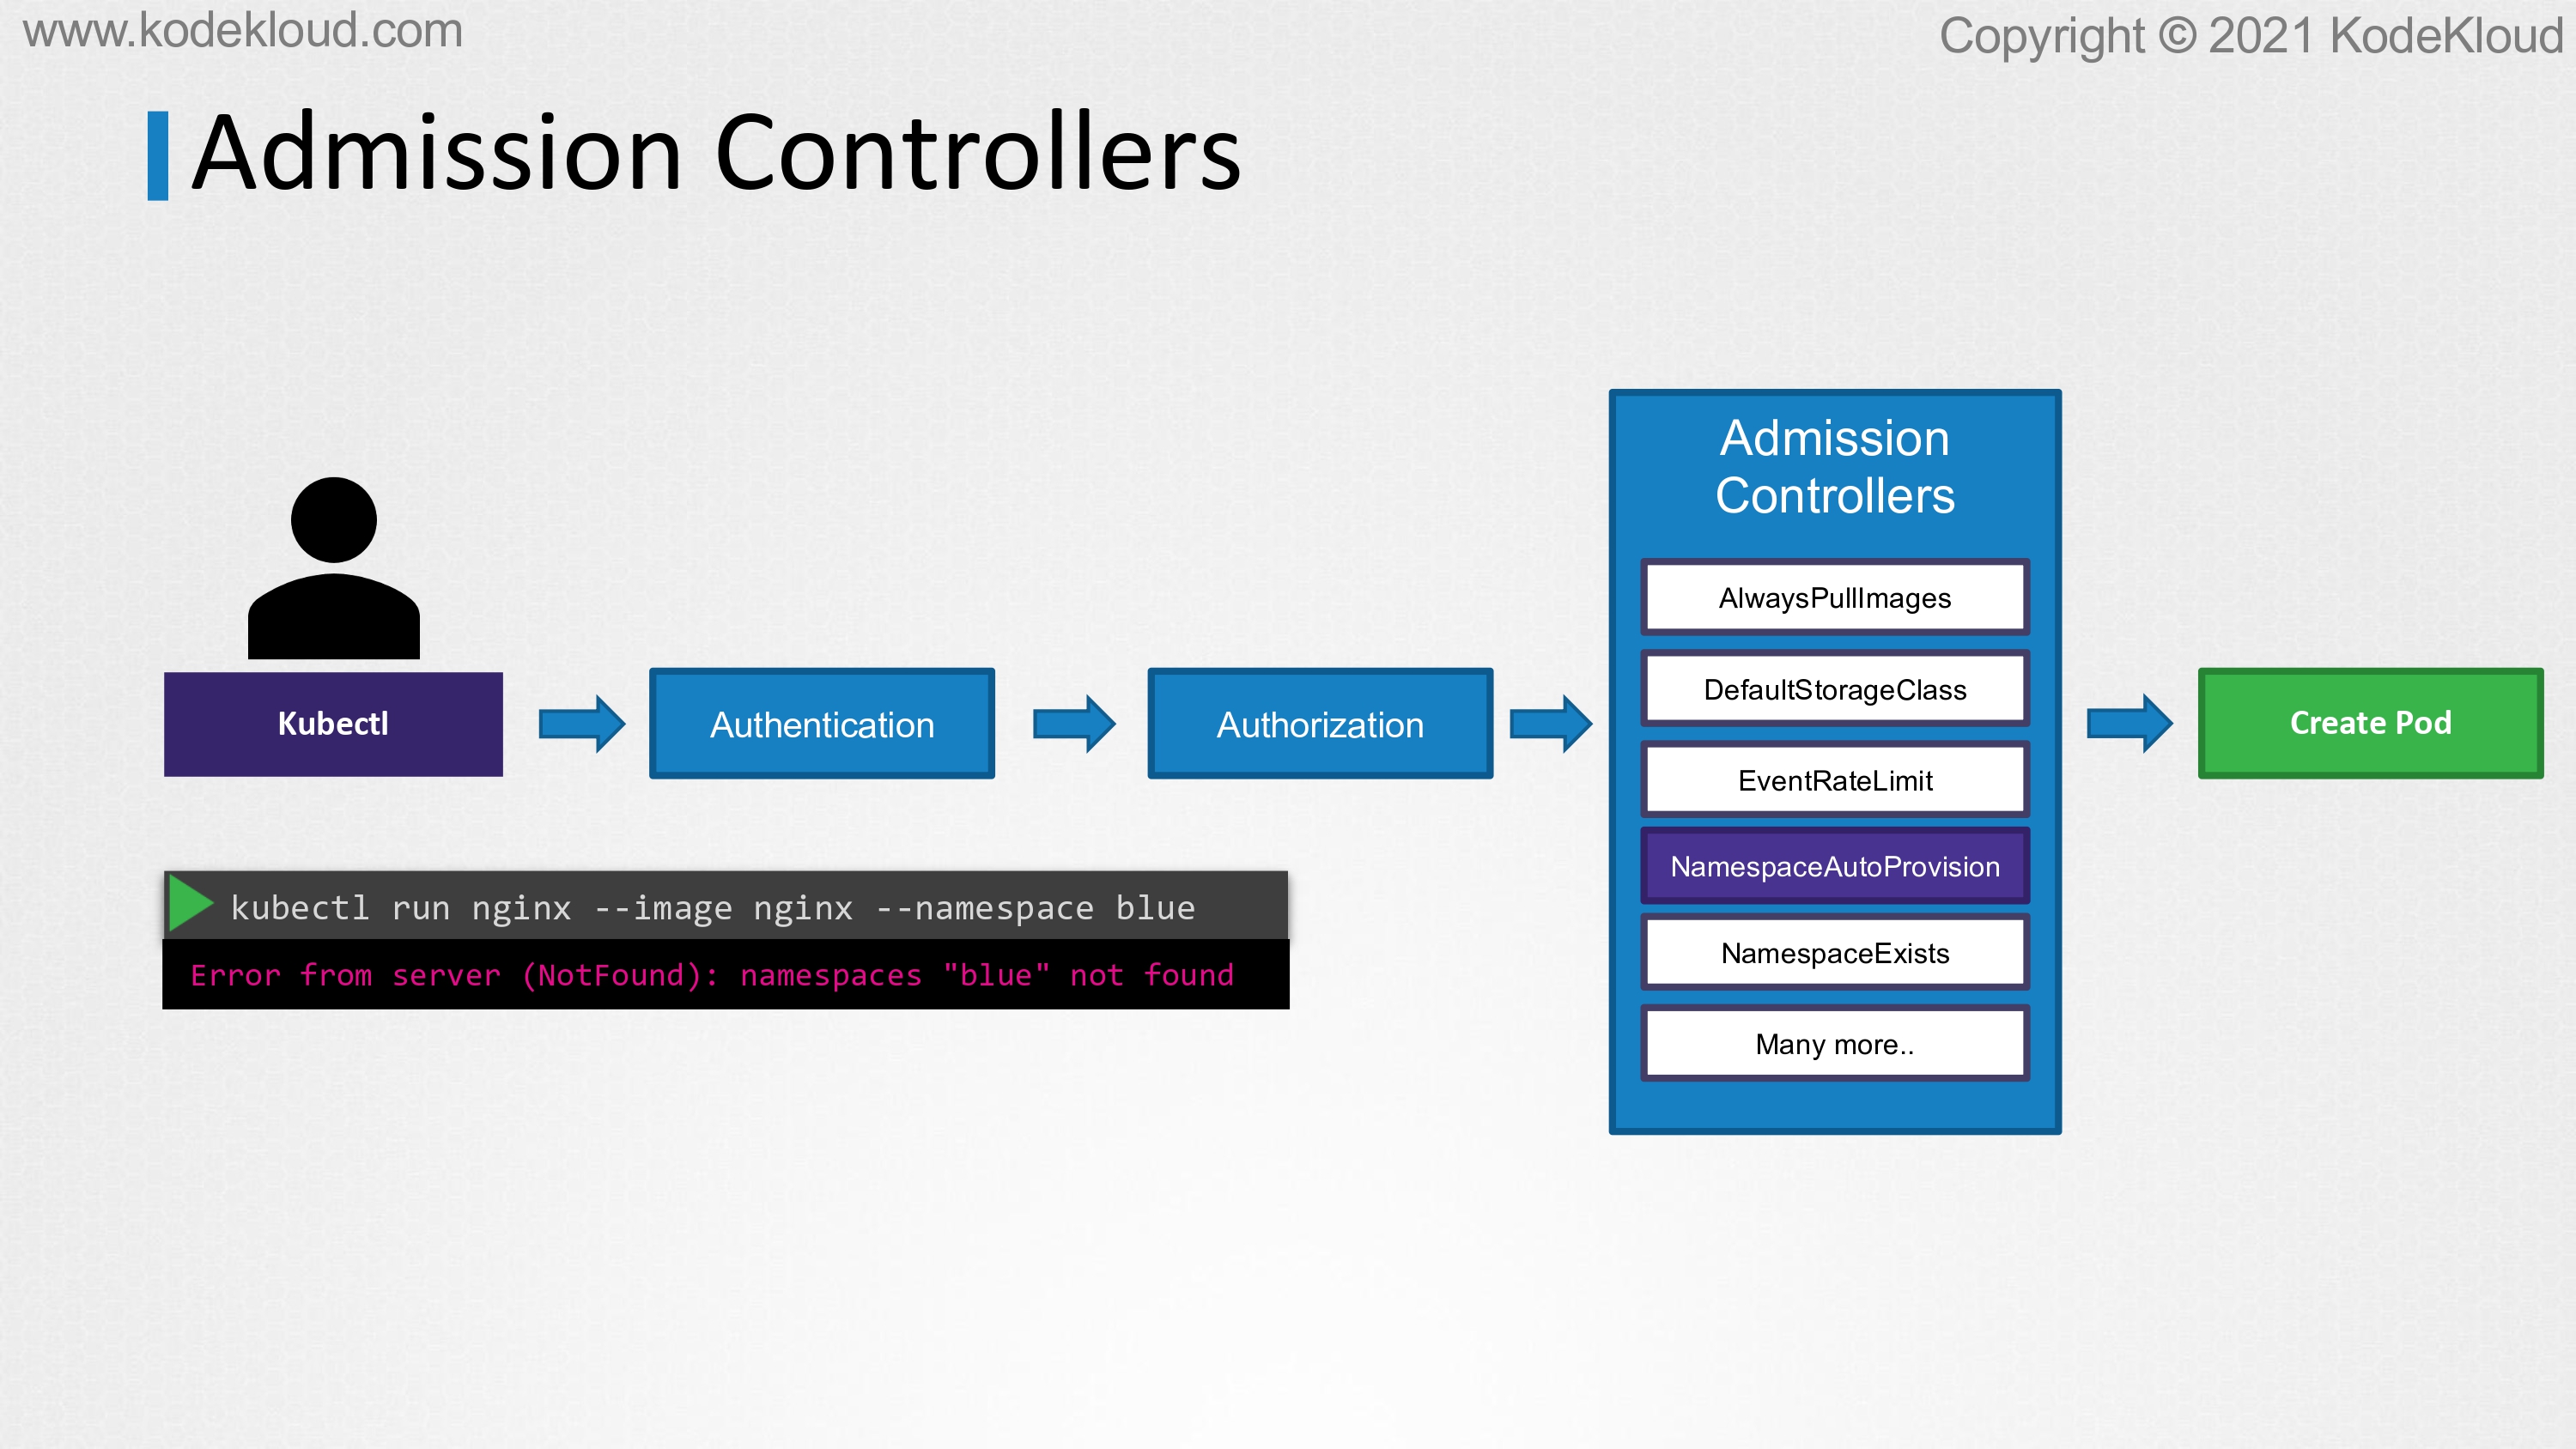 www.kodekloud.com
Copyright © 2021 KodeKloud
Admission Controllers
Kubectl
Authentication
Authorization
Admission
Controllers
AlwaysPullImages
DefaultStorageClass
EventRateLimit
NamespaceAutoProvision
NamespaceExists
Many more..
Create Pod
kubectl run nginx --image nginx --namespace blue
Error from server (NotFound): namespaces "blue" not found